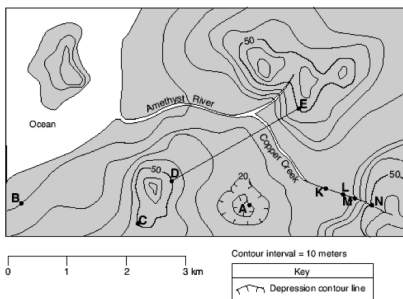 50
50
E
Amethyst River
Ocean
Copper Creek
50
D
20
K
L
50
B
A
M
N
C
0 1 2 3 km
Contour interval = 10 meters
Key
Depression contour line